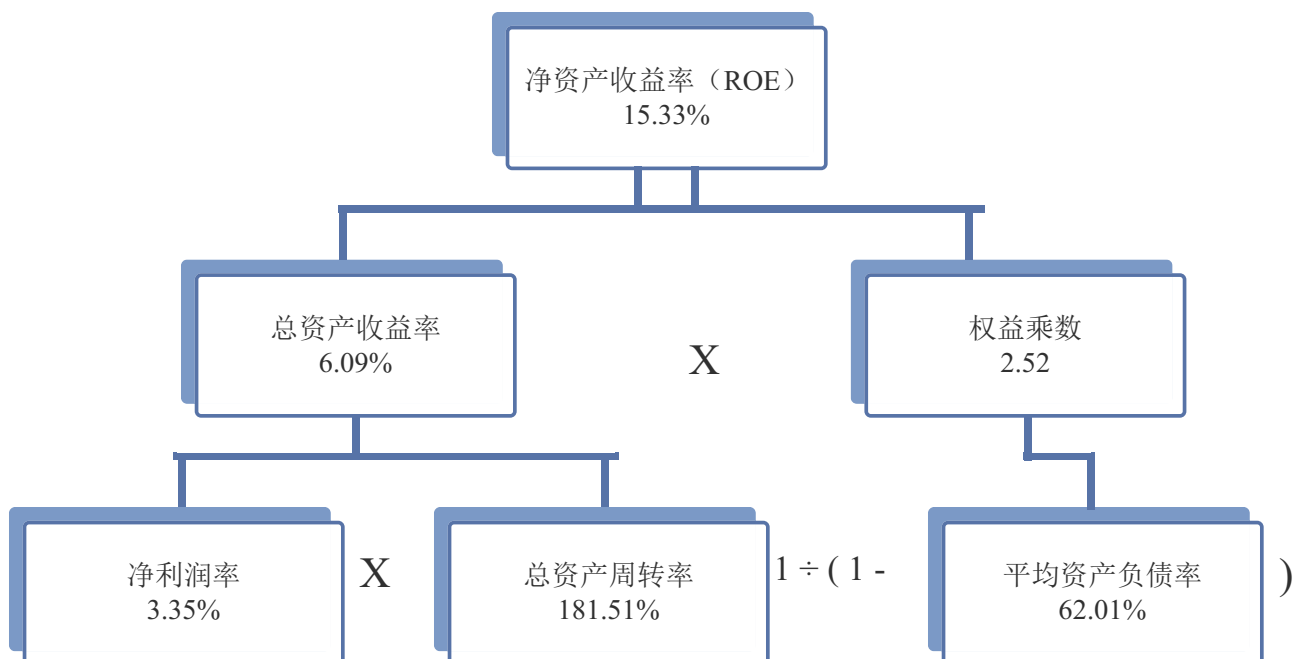 净资产收益率（ROE）
15.33%
总资产收益率
6.09%
X
权益乘数
2.52
净利润率
3.35%
X
总资产周转率
181.51%
1 ÷ ( 1 -
平均资产负债率
62.01%
)